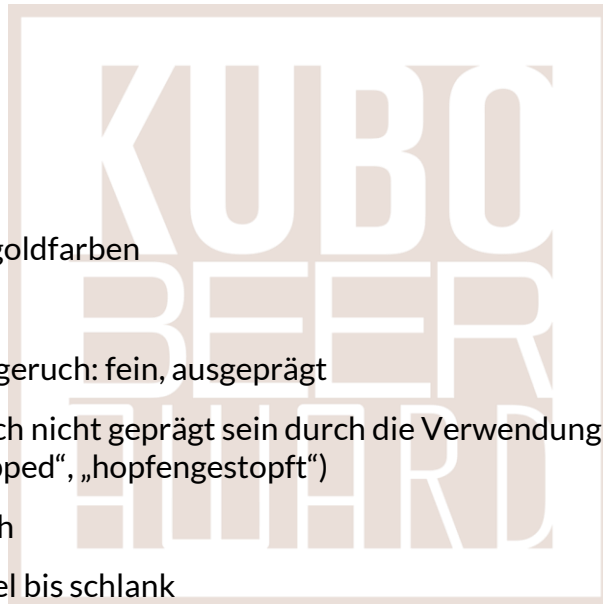 KUBO
goldfarben
BEER
geruch: fein, ausgeprägt
ch nicht geprägt sein durch die Verwendung
pped“, „hopfengestopft“)
AWARD
h
el bis schlank